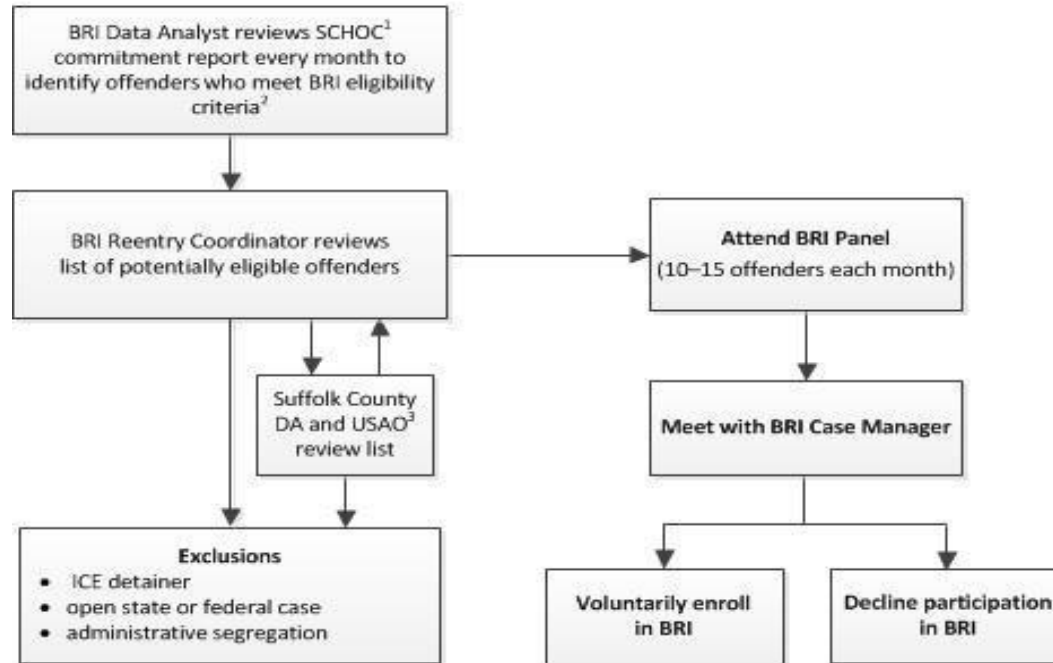 BRI Data Analyst reviews SCHOC¹
commitment report every month to
identify offenders who meet BRI eligibility
criteria²
BRI Reentry Coordinator reviews
list of potentially eligible offenders
Attend BRI Panel
(10–15 offenders each month)
Suffolk County
DA and USAO³
review list
Meet with BRI Case Manager
Exclusions
• ICE detainer
• open state or federal case
• administrative segregation
Voluntarily enroll
in BRI
Decline participation
in BRI